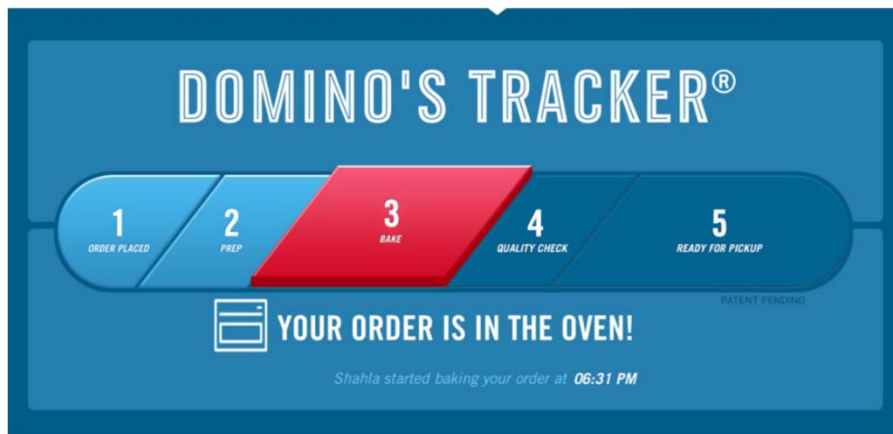 DOMINO'S TRACKER®
1
ORDER PLACED
2
PREP
3
BAKE
4
QUALITY CHECK
5
READY FOR PICKUP
PATENT PENDING
YOUR ORDER IS IN THE OVEN!
Shahla started baking your order at 06:31 PM